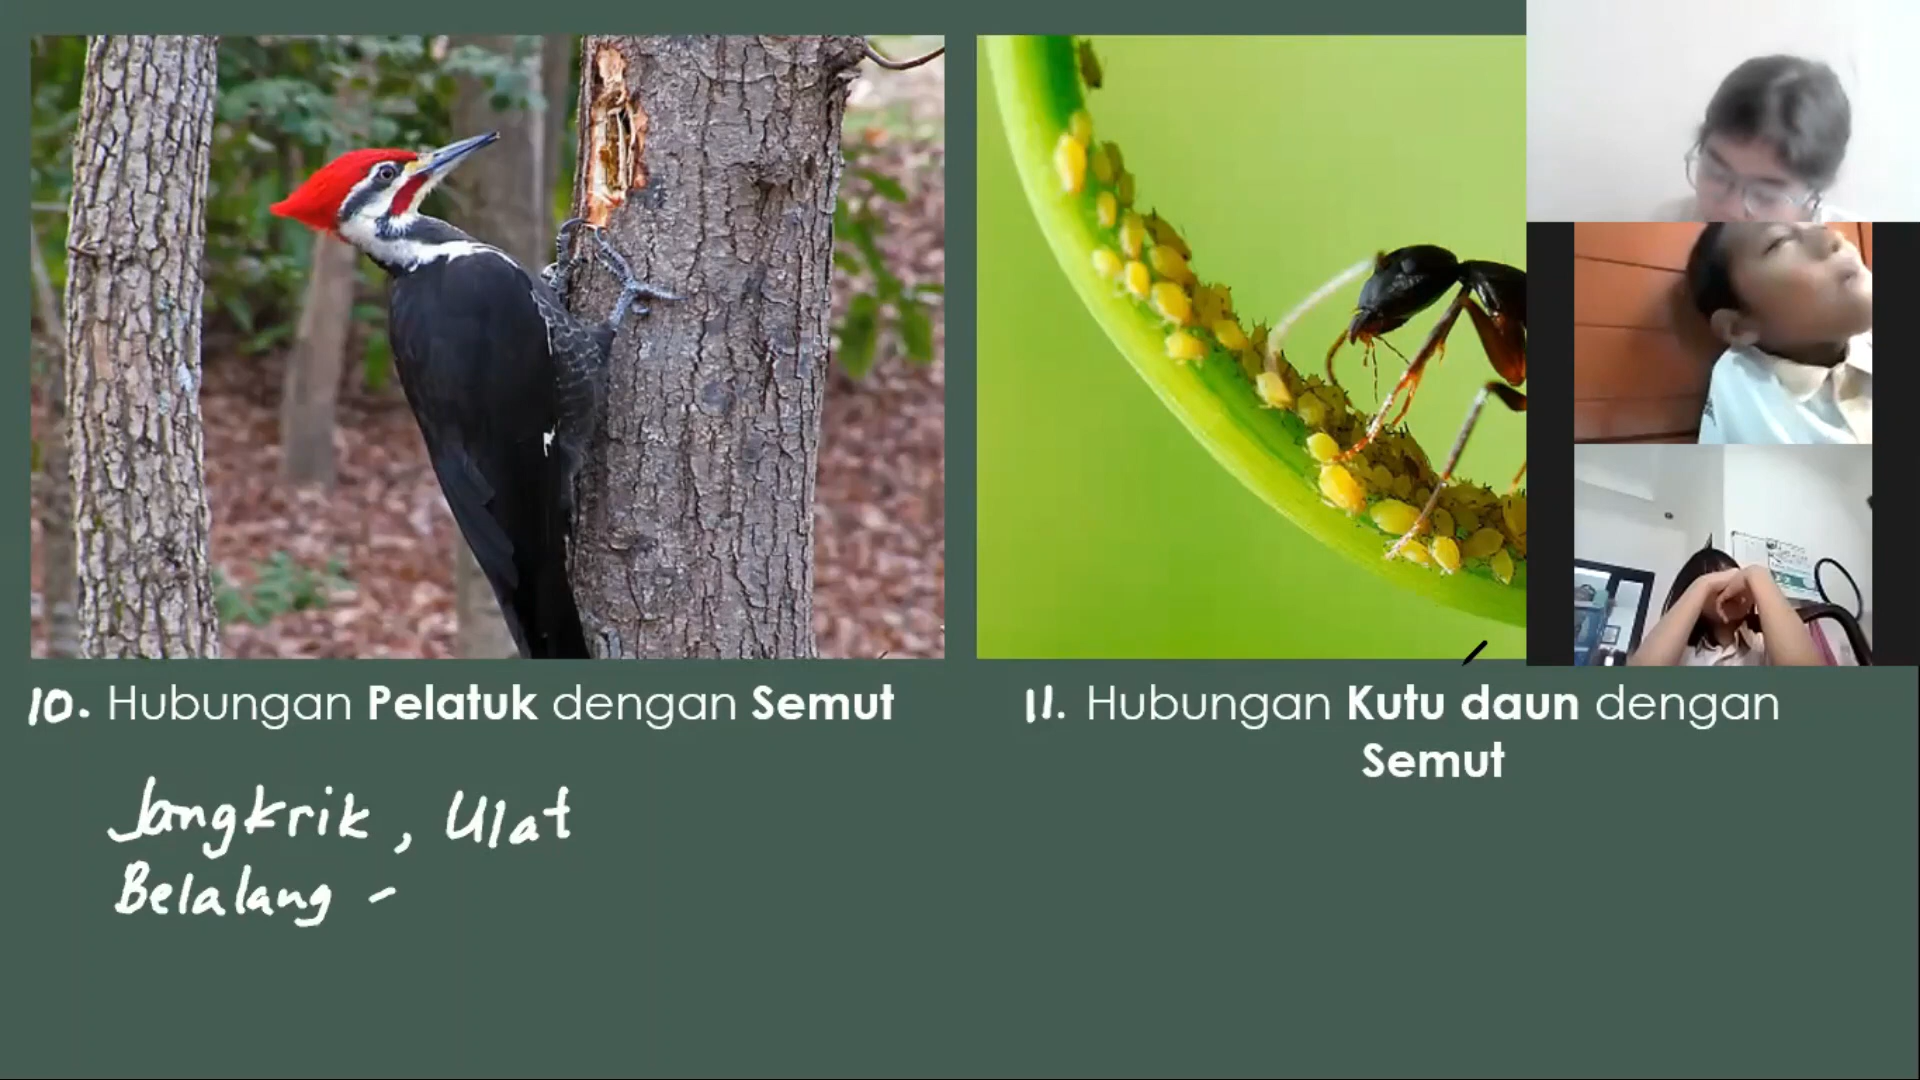 10. Hubungan Pelatuk dengan Semut
Jangkrik, Ulat
Belalang -
11. Hubungan Kutu daun dengan
Semut